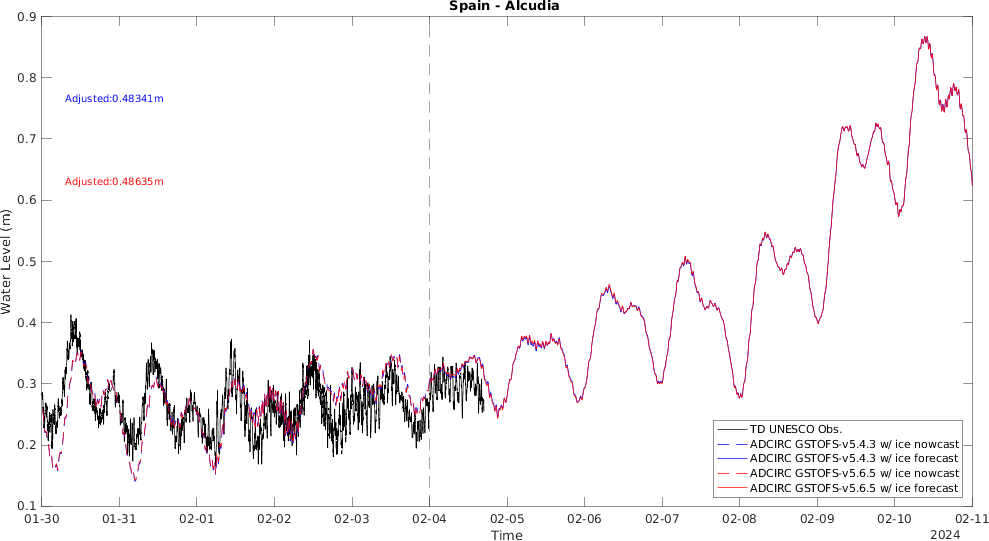 Spain - Alcudia
0.9
0.8
0.7
0.6
0.5
0.4
0.3
0.2
0.1
Water Level (m)
Adjusted:0.48341m
Adjusted:0.48635m
TD UNESCO Obs.
ADCIRC GSTOFS-v5.4.3 w/ ice nowcast
ADCIRC GSTOFS-v5.4.3 w/ ice forecast
ADCIRC GSTOFS-v5.6.5 w/ ice nowcast
ADCIRC GSTOFS-v5.6.5 w/ ice forecast
01-30 01-31 02-01 02-02 02-03 02-04 02-05 02-06 02-07 02-08 02-09 02-10 02-11
Time
2024